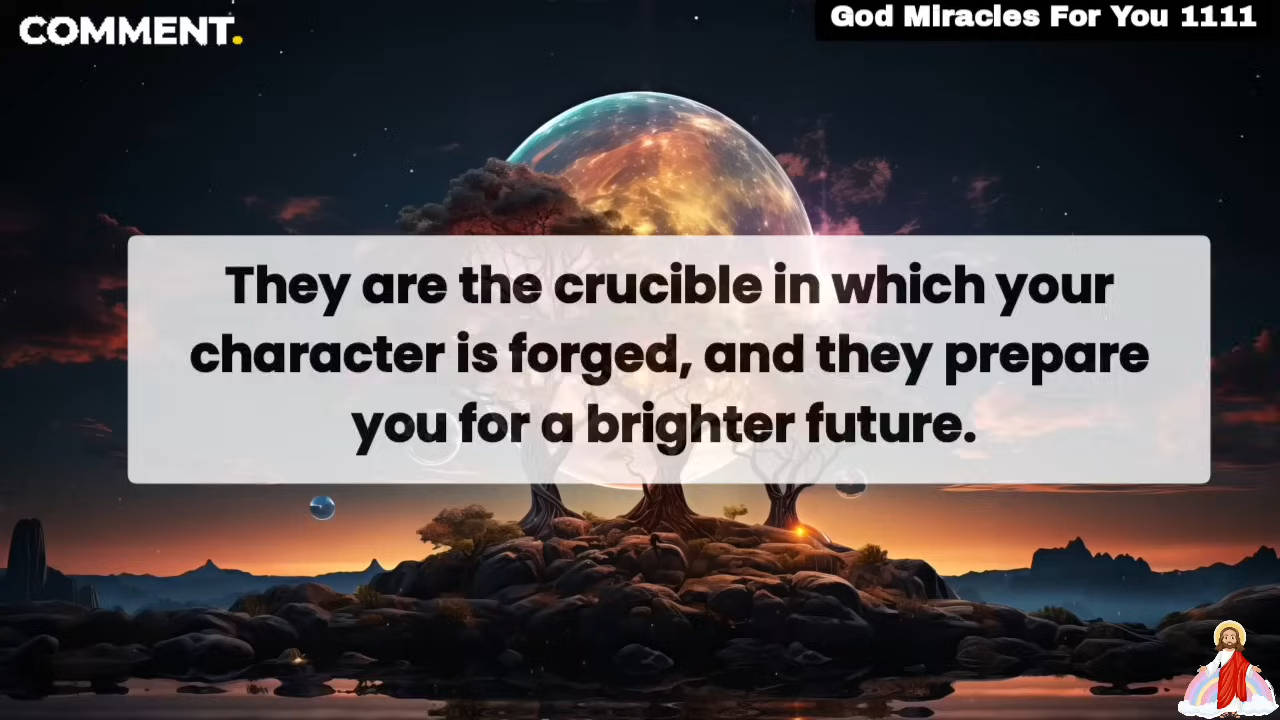 COMMENT.
God Miracles For You 1111
They are the crucible in which your
character is forged, and they prepare
you for a brighter future.